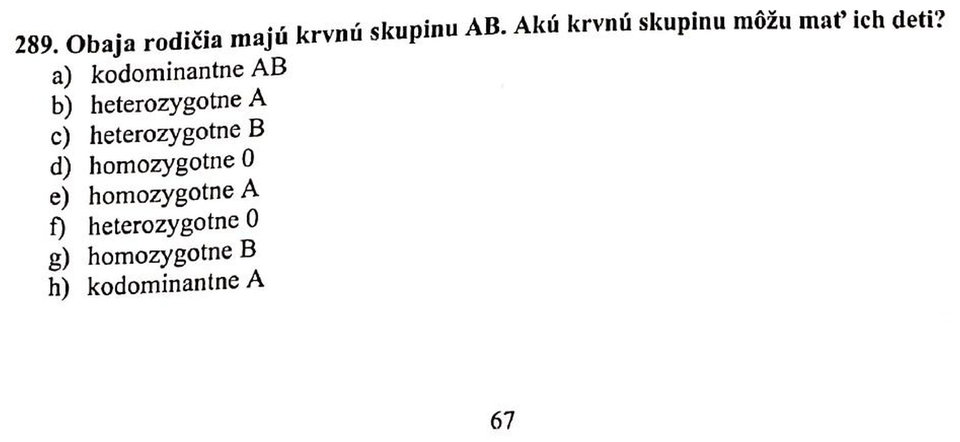 289. Obaja rodičia majú krvnú skupinu AB. Akú krvnú skupinu môžu mať ich deti?
a) kodominantne AB
b) heterozygotne A
c) heterozygotne B
d) homozygotne 0
e) homozygotne A
f) heterozygotne 0
g) homozygotne B
h) kodominantne A
67